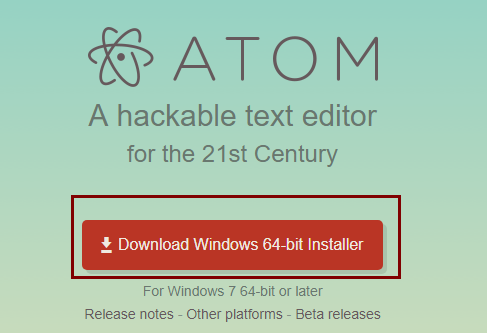 ATOM
A hackable text editor
for the 21st Century
Download Windows 64-bit Installer
For Windows 7 64-bit or later
Release notes - Other platforms - Beta releases